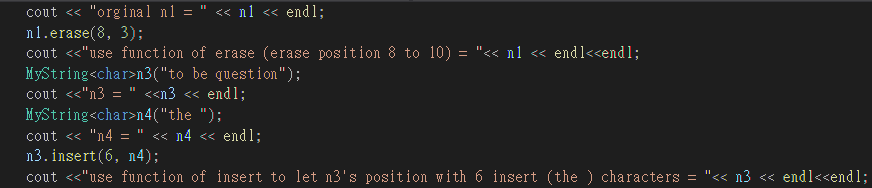 cout << "orginal n1 = " << n1 << endl;
n1.erase(8, 3);
cout <<"use function of erase (erase position 8 to 10) = "<< n1 << endl<<endl;
MyString<char>n3("to be question");
cout <<"n3 = " <<n3 << endl;
MyString<char>n4("the ");
cout << "n4 = " << n4 << endl;
n3.insert(6, n4);
cout <<"use function of insert to let n3's position with 6 insert (the ) characters = "<< n3 << endl<<endl;